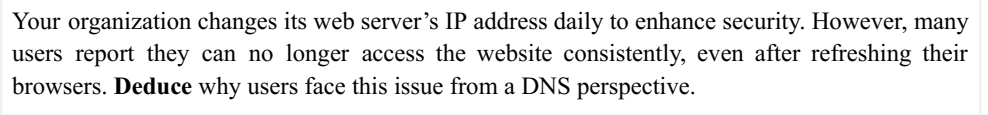 Your organization changes its web server’s IP address daily to enhance security. However, many
users report they can no longer access the website consistently, even after refreshing their
browsers. Deduce why users face this issue from a DNS perspective.